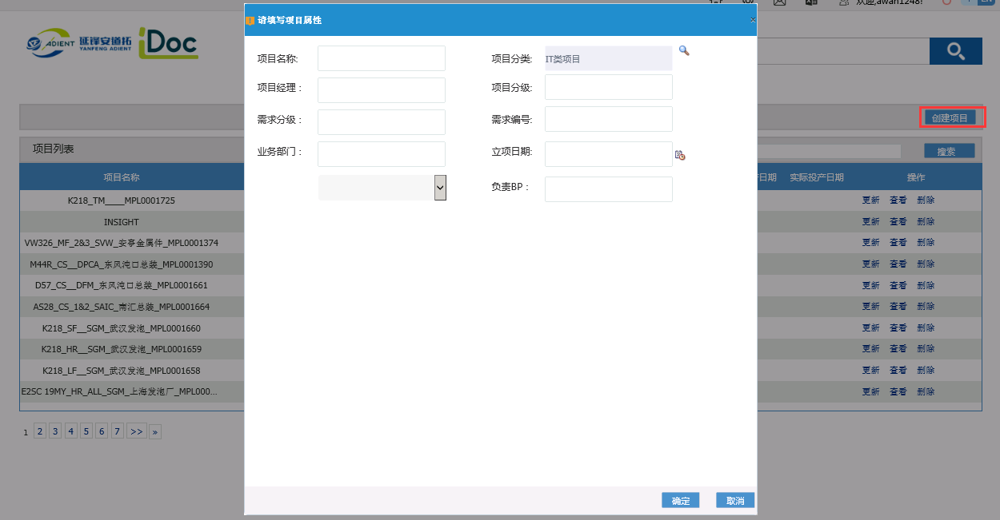 欢迎,awan1248!
EN
ADIENT 延锋安道拓 YANFENG ADIENT iDoc
请填写项目属性
项目名称:
项目分类: IT类项目
项目经理：
项目分级:
需求分级：
需求编号:
业务部门：
立项日期:
负责BP：
确定 取消
创建项目
项目列表
搜索
项目名称 日期 实际投产日期 操作
K218_TM____MPL0001725 更新 查看 删除
INSIGHT 更新 查看 删除
VW326_MF_2&3_SVW_安亭金属件_MPL0001374 更新 查看 删除
M44R_CS__DPCA_东风沌口总装_MPL0001390 更新 查看 删除
D57_CS__DFM_东风沌口总装_MPL0001661 更新 查看 删除
AS28_CS_1&2_SAIC_南汇总装_MPL0001664 更新 查看 删除
K218_SF__SGM_武汉发泡_MPL0001660 更新 查看 删除
K218_HR__SGM_武汉发泡_MPL0001659 更新 查看 删除
K218_LF__SGM_武汉发泡_MPL0001658 更新 查看 删除
E2SC 19MY_HR_ALL_SGM_上海发泡厂_MPL000... 更新 查看 删除
1 2 3 4 5 6 7 >> »